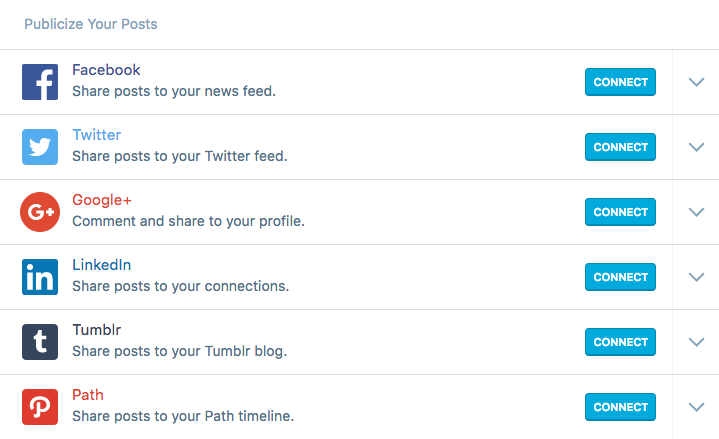 Publicize Your Posts
Facebook
Share posts to your news feed.
CONNECT
Twitter
Share posts to your Twitter feed.
CONNECT
Google+
Comment and share to your profile.
CONNECT
LinkedIn
Share posts to your connections.
CONNECT
Tumblr
Share posts to your Tumblr blog.
CONNECT
Path
Share posts to your Path timeline.
CONNECT